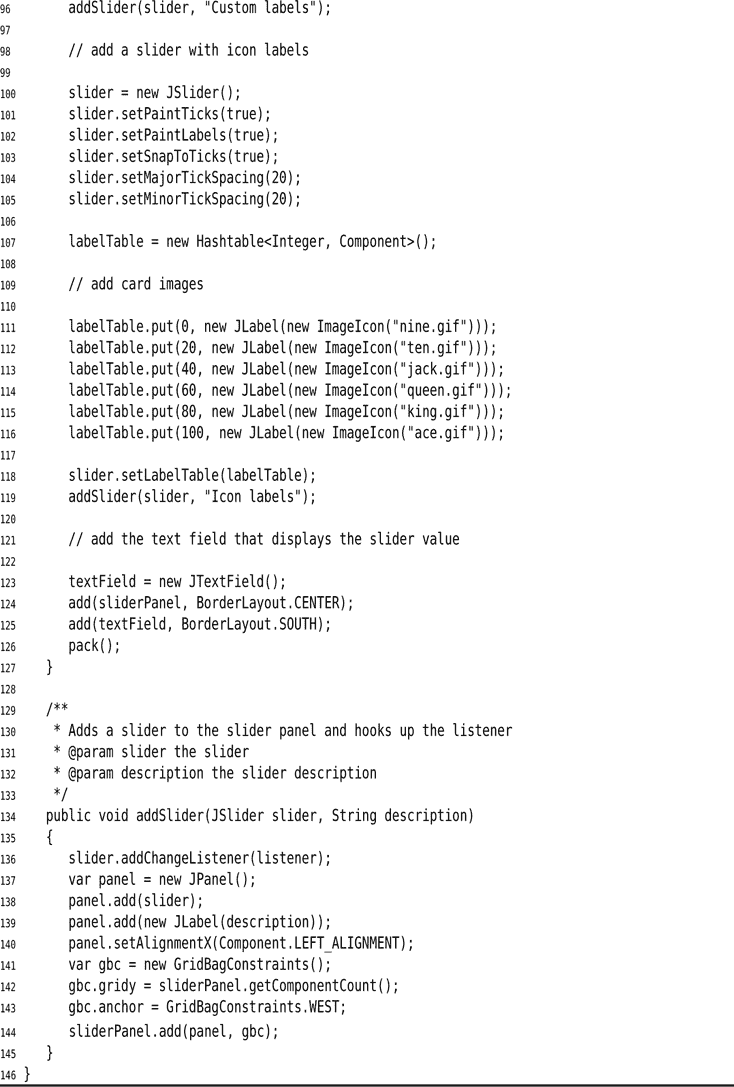 96       addSlider(slider, "Custom labels");
97
98       // add a slider with icon labels
99
100       slider = new JSlider();
101       slider.setPaintTicks(true);
102       slider.setPaintLabels(true);
103       slider.setSnapToTicks(true);
104       slider.setMajorTickSpacing(20);
105       slider.setMinorTickSpacing(20);
106
107       labelTable = new Hashtable<Integer, Component>();
108
109       // add card images
110
111       labelTable.put(0, new JLabel(new ImageIcon("nine.gif")));
112       labelTable.put(20, new JLabel(new ImageIcon("ten.gif")));
113       labelTable.put(40, new JLabel(new ImageIcon("jack.gif")));
114       labelTable.put(60, new JLabel(new ImageIcon("queen.gif")));
115       labelTable.put(80, new JLabel(new ImageIcon("king.gif")));
116       labelTable.put(100, new JLabel(new ImageIcon("ace.gif")));
117
118       slider.setLabelTable(labelTable);
119       addSlider(slider, "Icon labels");
120
121       // add the text field that displays the slider value
122
123       textField = new JTextField();
124       add(sliderPanel, BorderLayout.CENTER);
125       add(textField, BorderLayout.SOUTH);
126       pack();
127    }
128
129    /**
130     * Adds a slider to the slider panel and hooks up the listener
131     * @param slider the slider
132     * @param description the slider description
133     */
134    public void addSlider(JSlider slider, String description)
135    {
136       slider.addChangeListener(listener);
137       var panel = new JPanel();
138       panel.add(slider);
139       panel.add(new JLabel(description));
140       panel.setAlignmentX(Component.LEFT_ALIGNMENT);
141       var gbc = new GridBagConstraints();
142       gbc.gridy = sliderPanel.getComponentCount();
143       gbc.anchor = GridBagConstraints.WEST;
144       sliderPanel.add(panel, gbc);
145    }
146 }